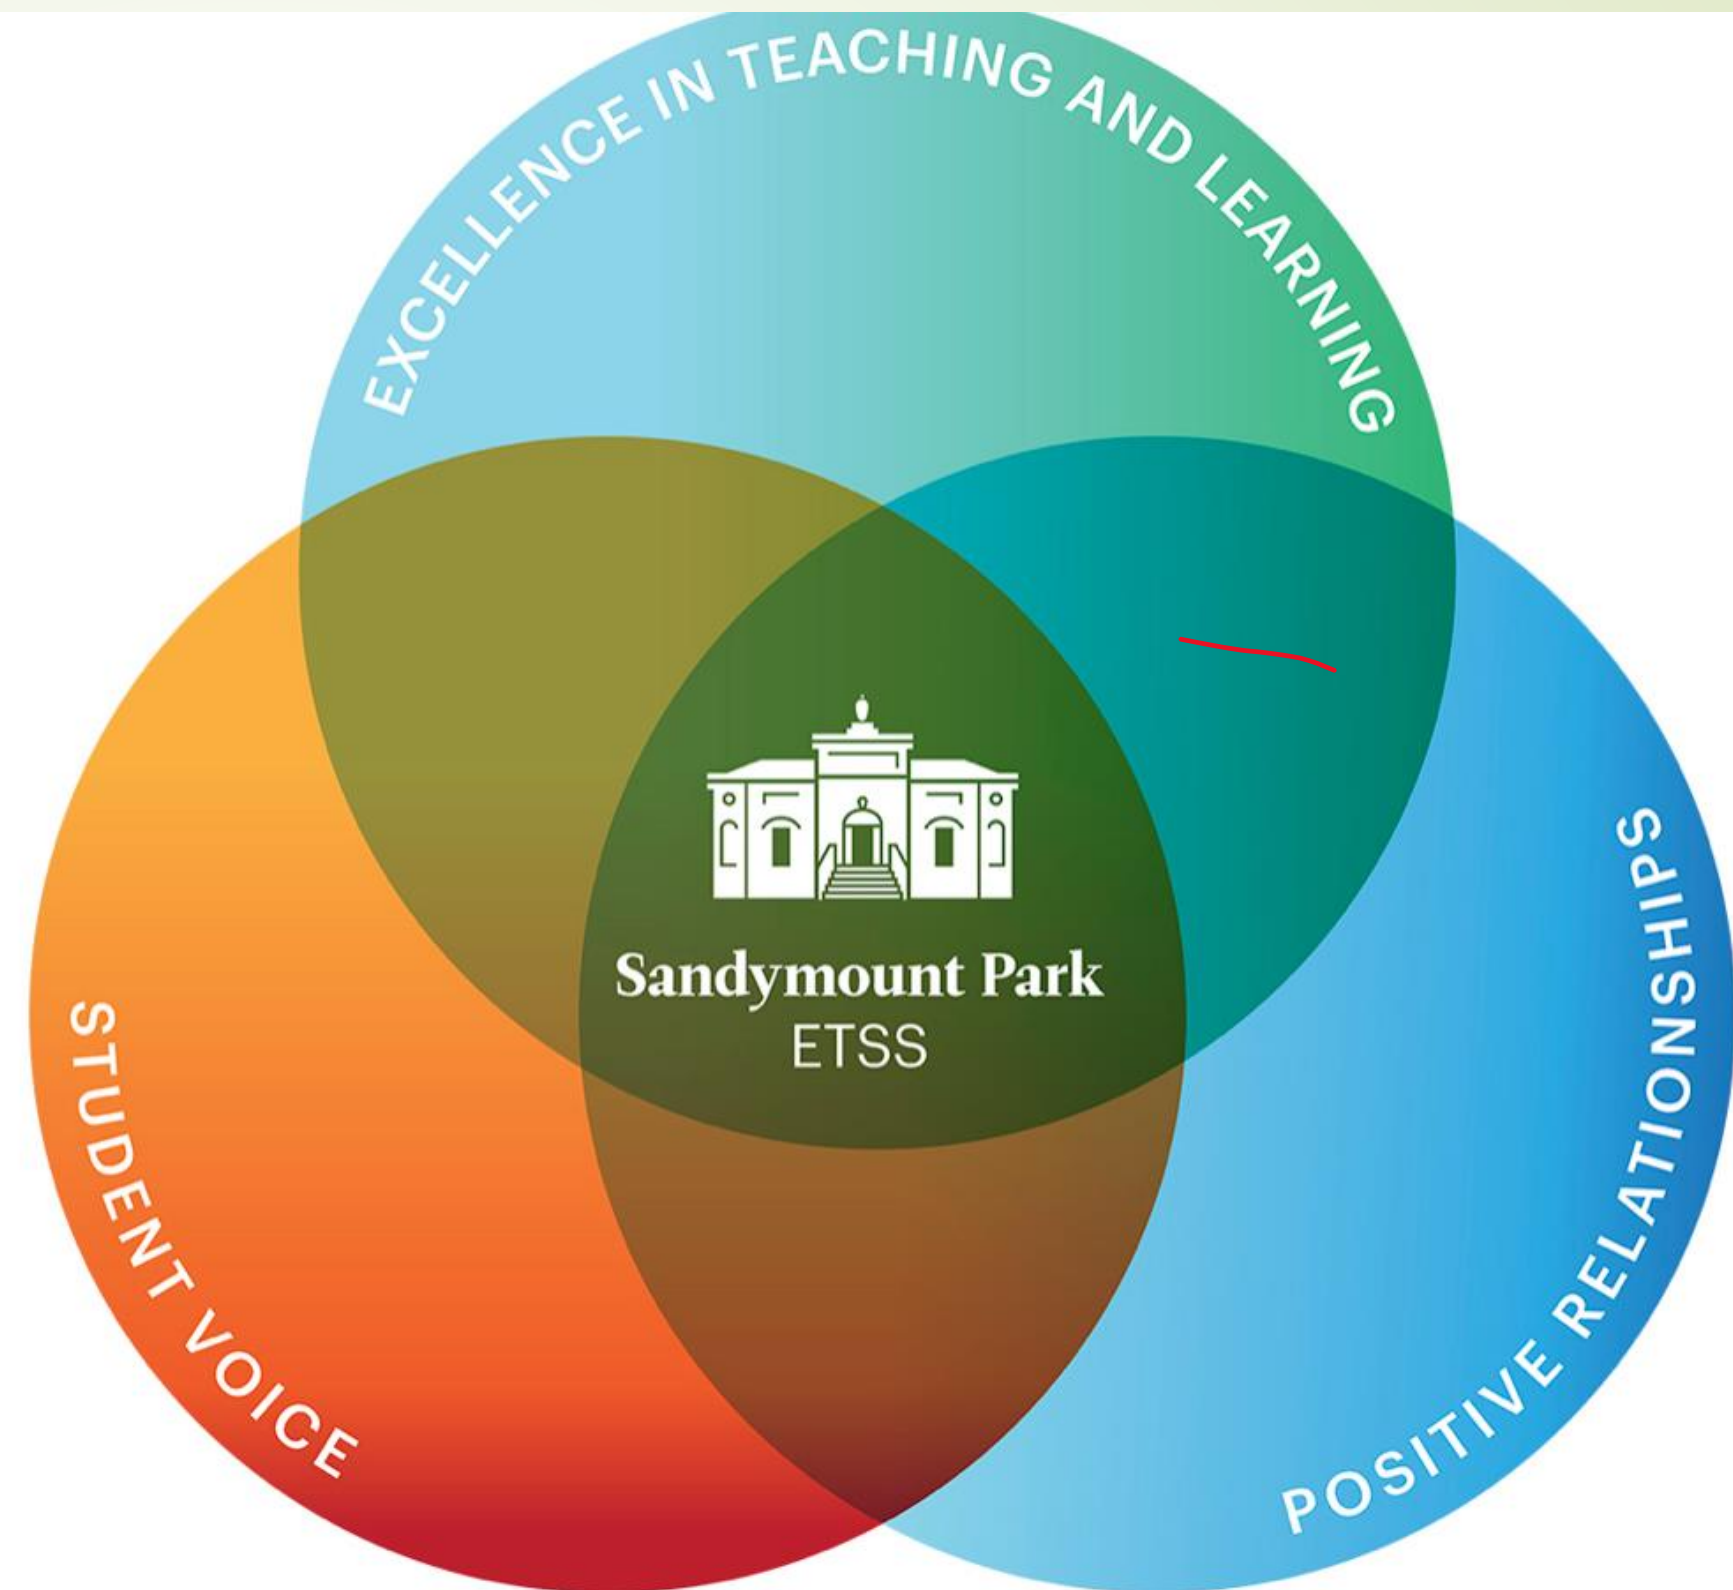 EXCELLENCE IN TEACHING AND LEARNING
Sandymount Park
ETSS
STUDENT VOICE
POSITIVE RELATIONSHIPS